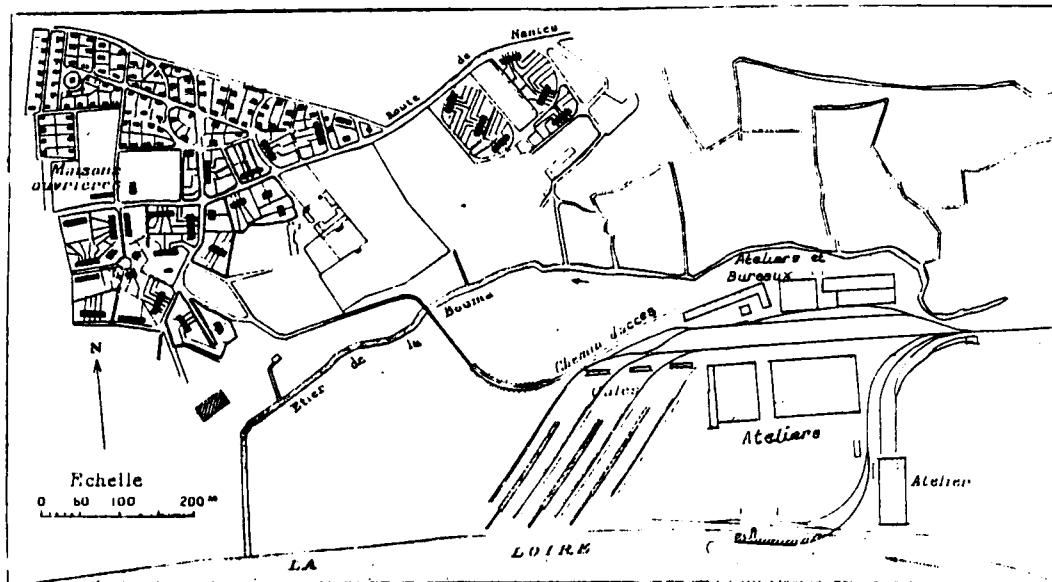 Route de Nantes
Maisons
ouvrières
Ateliers et
Bureaux
Chemin d'accès
Etier de la Bourne
Cales
Ateliers
Atelier
N
Echelle
0 50 100 200 m
LA LOIRE